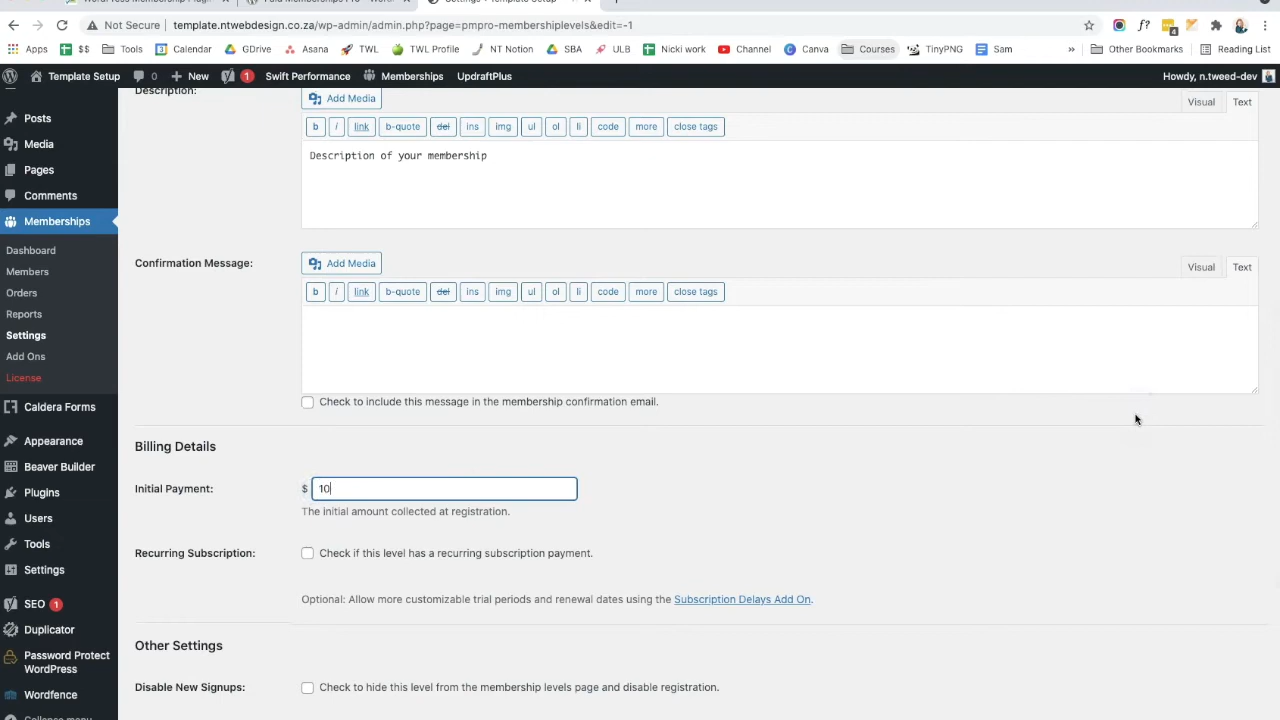 Not Secure
template.ntwebdesign.co.za/wp-admin/admin.php?page=pmpro-membershiplevels&edit=-1
Apps
$$
Tools
Calendar
GDrive
Asana
TWL
TWL Profile
NT Notion
SBA
ULB
Nicki work
Channel
Canva
Courses
TinyPNG
Sam
»
Other Bookmarks
Reading List
Template Setup
0
New
1
Swift Performance
Memberships
UpdraftPlus
Howdy, n.tweed-dev
Posts
Media
Pages
Comments
Memberships
Dashboard
Members
Orders
Reports
Settings
Add Ons
License
Caldera Forms
Appearance
Beaver Builder
Plugins
Users
Tools
Settings
SEO 1
Duplicator
Password Protect
WordPress
Wordfence
Collapse menu
Description:
Add Media
Visual
Text
b
i
link
b-quote
del
ins
img
ul
ol
li
code
more
close tags
Description of your membership
Confirmation Message:
Add Media
Visual
Text
b
i
link
b-quote
del
ins
img
ul
ol
li
code
more
close tags
Check to include this message in the membership confirmation email.
Billing Details
Initial Payment:
$ 10
The initial amount collected at registration.
Recurring Subscription:
Check if this level has a recurring subscription payment.
Optional: Allow more customizable trial periods and renewal dates using the Subscription Delays Add On.
Other Settings
Disable New Signups:
Check to hide this level from the membership levels page and disable registration.